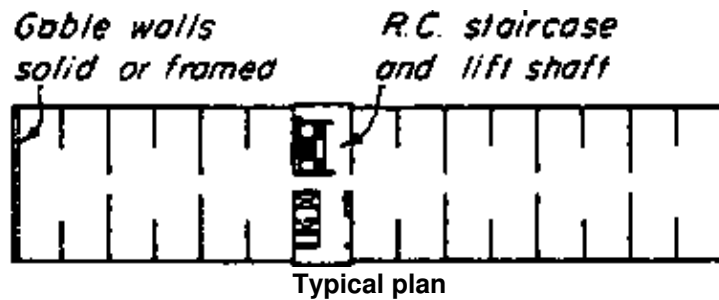 Gable walls
solid or framed
R.C. staircase
and lift shaft
Typical plan